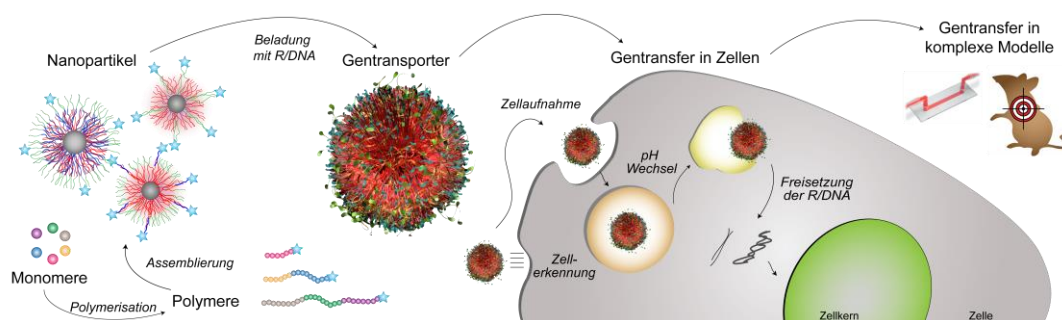 Nanopartikel
Beladung
mit R/DNA
Gentransporter
Gentransfer in Zellen
Gentransfer in
komplexe Modelle
Zellaufnahme
pH
Wechsel
Freisetzung
der R/DNA
Zell-
erkennung
Monomere
Assemblierung
Polymerisation
Polymere
Zellkern
Zelle